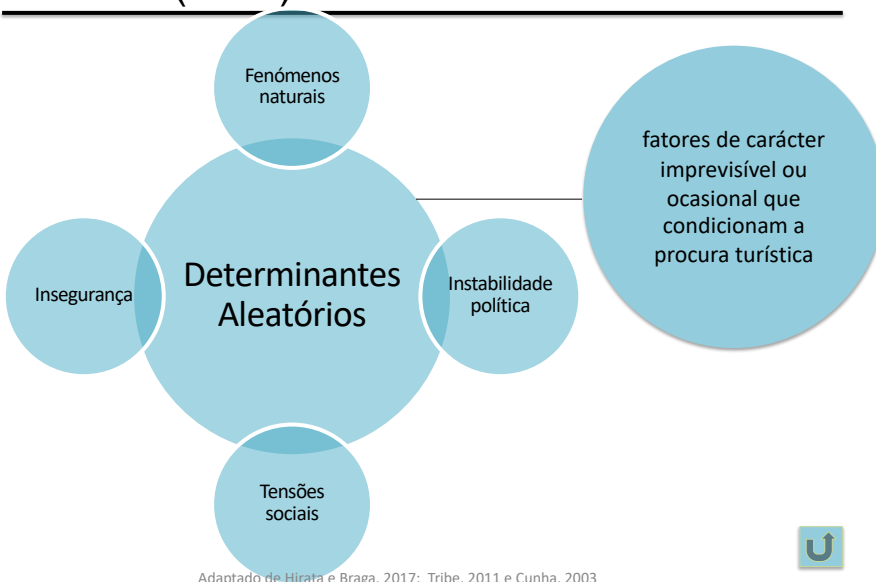 Fenómenos
naturais
fatores de carácter
imprevisível ou
ocasional que
condicionam a
procura turística
Determinantes
Aleatórios
Insegurança
Instabilidade
política
Tensões
sociais
Adaptado de Hirata e Braga, 2017; Tribe, 2011 e Cunha, 2003